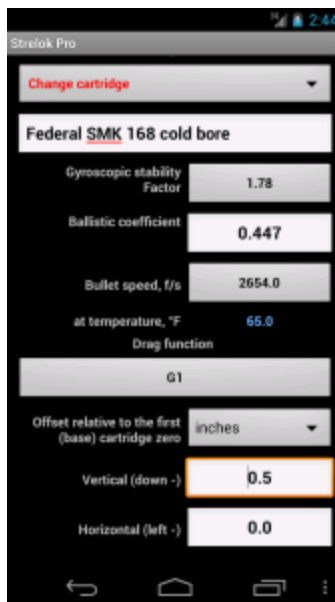 3G 2:44
Strelok Pro
Change cartridge
Federal SMK 168 cold bore
Gyroscopic stability
Factor
1.78
Ballistic coefficient
0.447
Bullet speed, f/s
2654.0
at temperature, °F
65.0
Drag function
G1
Offset relative to the first
(base) cartridge zero
inches
Vertical (down -)
0.5
Horizontal (left -)
0.0